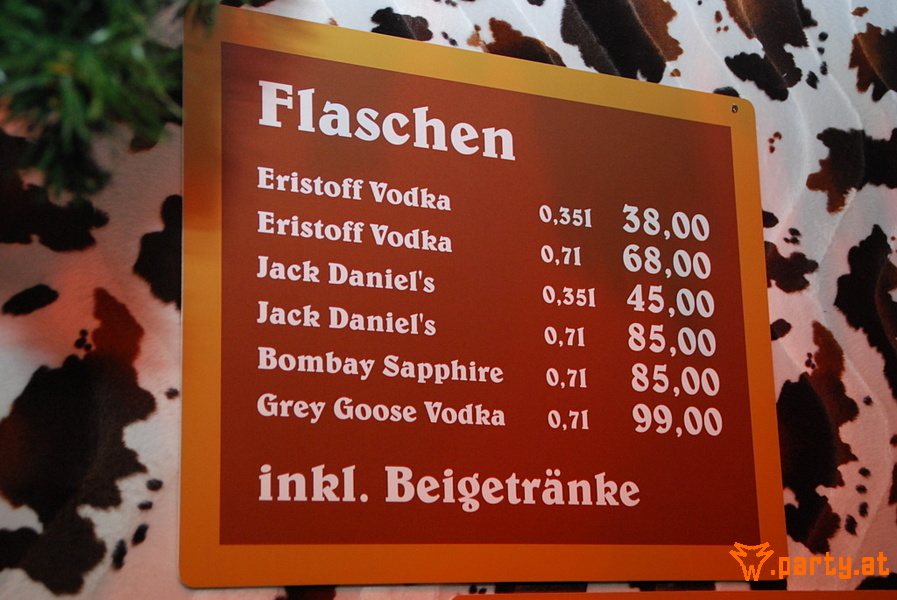 Flaschen
Eristoff Vodka 0,35l 38,00
Eristoff Vodka 0,7l 68,00
Jack Daniel's 0,35l 45,00
Jack Daniel's 0,7l 85,00
Bombay Sapphire 0,7l 85,00
Grey Goose Vodka 0,7l 99,00
inkl. Beigetränke
W.party.at